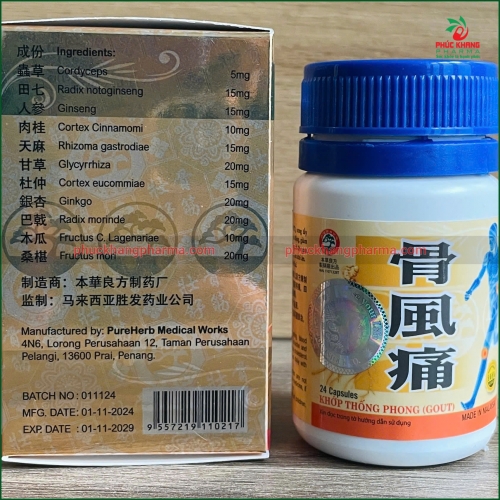 PHÚC KHANG
PHARMA
成份 Ingredients:
蟲草 Cordyceps 5mg
田七 Radix notoginseng 15mg
人参 Ginseng 15mg
肉桂 Cortex Cinnamomi 10mg
天麻 Rhizoma gastrodiae 15mg
甘草 Glycyrrhiza 20mg
杜仲 Cortex eucommiae 15mg
銀杏 Ginkgo 20mg
巴戟 Radix morinde 20mg
木瓜 Fructus C. Lagenariae 10mg
桑椹 Fructus mori 20mg
phuckhangpharma.com
phuckhangpharma.com
制造商：本華良方制药厂
监制：马来西亚胜发药业公司
Manufactured by: PureHerb Medical Works
4N6, Lorong Perusahaan 12, Taman Perusahaan
Pelangi, 13600 Prai, Penang.
BATCH NO : 011124
MFG. DATE: 01-11-2024
EXP. DATE : 01-11-2029
9557219110217
骨風痛
24 Capsules
KHỚP THỐNG PHONG (GOUT)
MADE IN